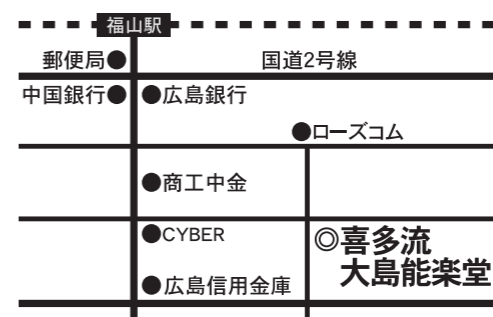 福山駅
郵便局●
国道2号線
中国銀行●
●広島銀行
●ローズコム
●商工中金
●CYBER
●広島信用金庫
◎喜多流
大島能楽堂